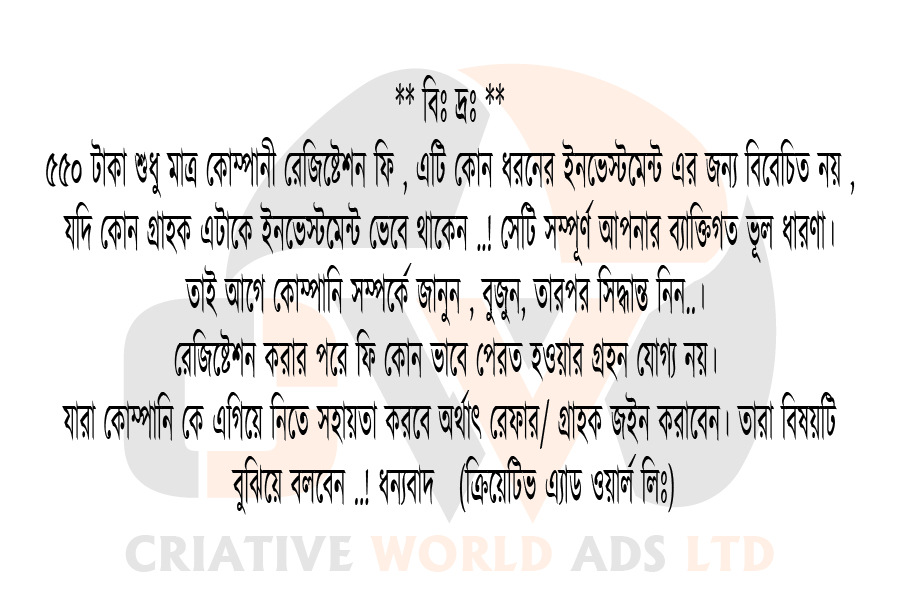 ** বিঃ দ্রঃ **
৫৫০ টাকা শুধু মাত্র কোম্পানী রেজিষ্টেশন ফি , এটি কোন ধরনের ইনভেস্টমেন্ট এর জন্য বিবেচিত নয় ,
যদি কোন গ্রাহক এটাকে ইনভেস্টমেন্ট ভেবে থাকেন ..! সেটি সম্পূর্ণ আপনার ব্যাক্তিগত ভূল ধারণা।
তাই আগে কোম্পানি সম্পর্কে জানুন , বুজুন, তারপর সিদ্ধান্ত নিন..।
রেজিষ্টেশন করার পরে ফি কোন ভাবে পেরত হওয়ার গ্রহন যোগ্য নয়।
যারা কোম্পানি কে এগিয়ে নিতে সহায়তা করবে অর্থাৎ রেফার/ গ্রাহক জইন করাবেন। তারা বিষয়টি
বুঝিয়ে বলবেন ..! ধন্যবাদ (ক্রিয়েটিভ এ্যাড ওয়ার্ল লিঃ)
CRIATIVE WORLD ADS LTD